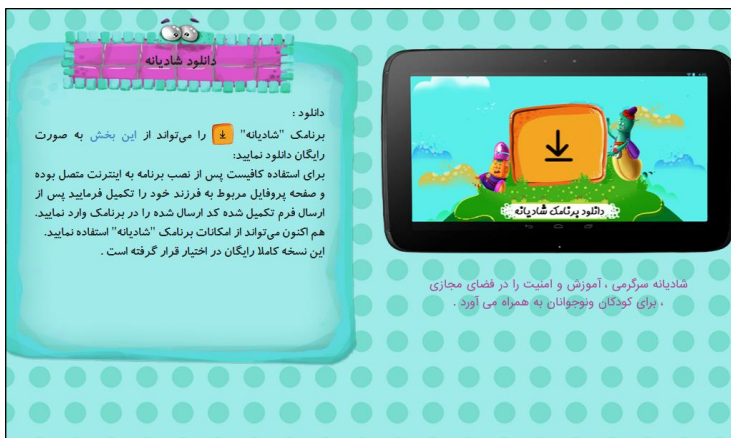 دانلود شادیانه
دانلود :
برنامک "شادیانه" را می‌تواند از این بخش به صورت
رایگان دانلود نمایید:
برای استفاده کافیست پس از نصب برنامه به اینترنت متصل بوده
و صفحه پروفایل مربوط به فرزند خود را تکمیل فرمایید پس از
ارسال فرم تکمیل شده کد ارسال شده را در برنامک وارد نمایید.
هم اکنون می‌تواند از امکانات برنامک "شادیانه" استفاده نمایید.
این نسخه کاملا رایگان در اختیار قرار گرفته است .
دانلود برنامک شادیانه
شادیانه سرگرمی ، آموزش و امنیت را در فضای مجازی
، برای کودکان ونوجوانان به همراه می آورد .